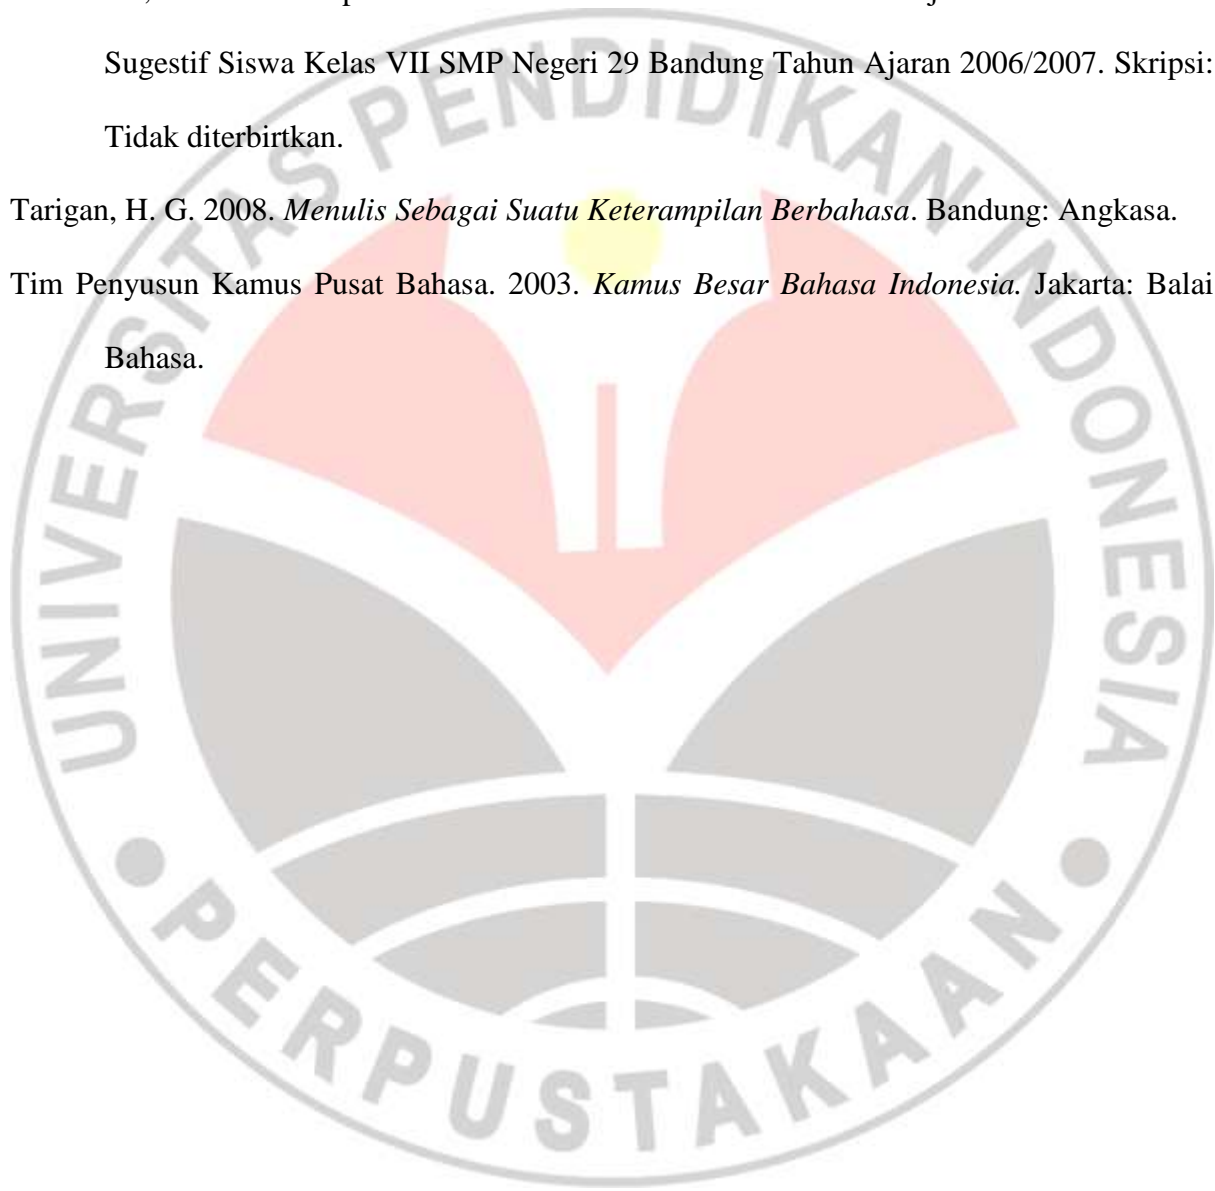 Sugestif Siswa Kelas VII SMP Negeri 29 Bandung Tahun Ajaran 2006/2007. Skripsi:
Tidak diterbirtkan.
Tarigan, H. G. 2008. Menulis Sebagai Suatu Keterampilan Berbahasa. Bandung: Angkasa.
Tim Penyusun Kamus Pusat Bahasa. 2003. Kamus Besar Bahasa Indonesia. Jakarta: Balai
Bahasa.
UNIVERSITAS PENDIDIKAN INDONESIA
PERPUSTAKAAN